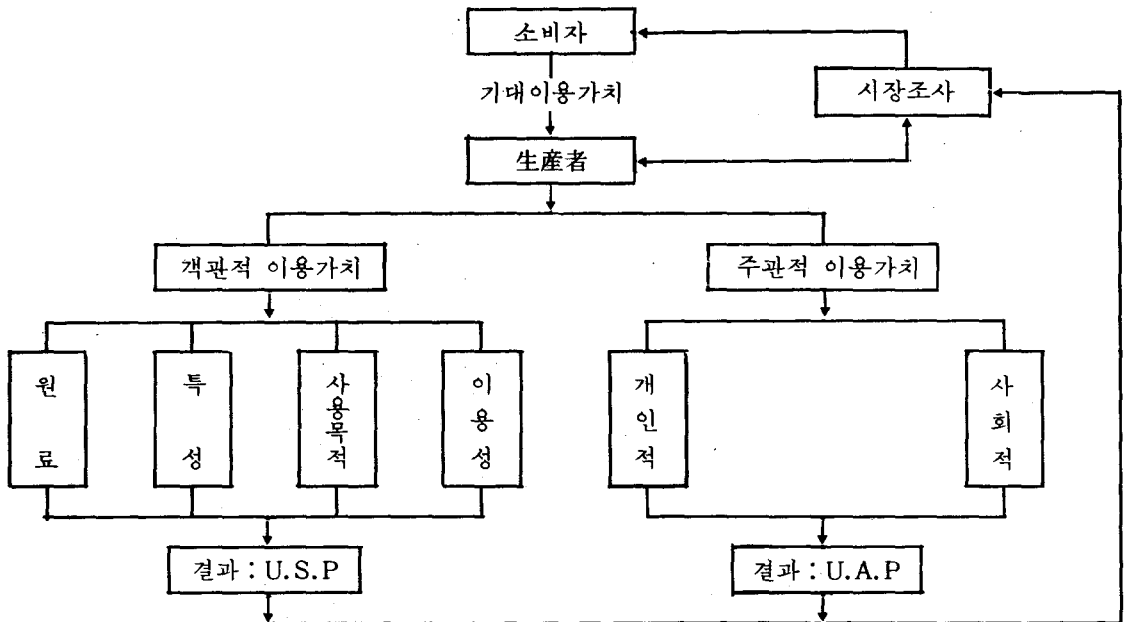 소비자
기대이용가치
시장조사
生産者
객관적 이용가치
주관적 이용가치
원료
특성
사용목적
이용성
개인적
사회적
결과 : U.S.P
결과 : U.A.P